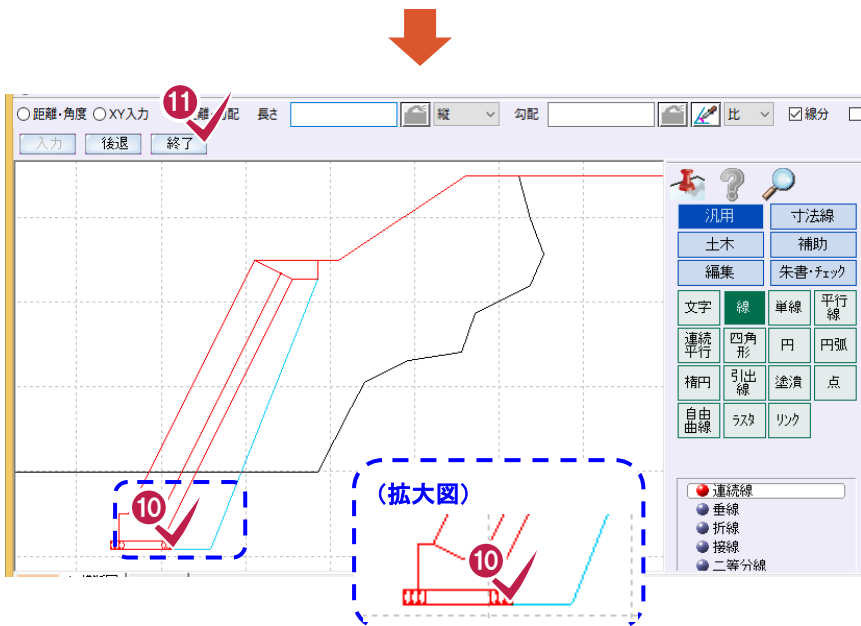 ○距離・角度 ○XY入力 ⑪ 離・勾配 長さ 縦 勾配 比 ☑線分
入力 後退 終了
汎用 寸法線
土木 補助
編集 朱書・チェック
文字 線 単線 平行線
連続平行 四角形 円 円弧
楕円 引出線 塗潰 点
自由曲線 ラスタ リンク
連続線
垂線
折線
接線
二等分線
⑩
(拡大図)
⑩